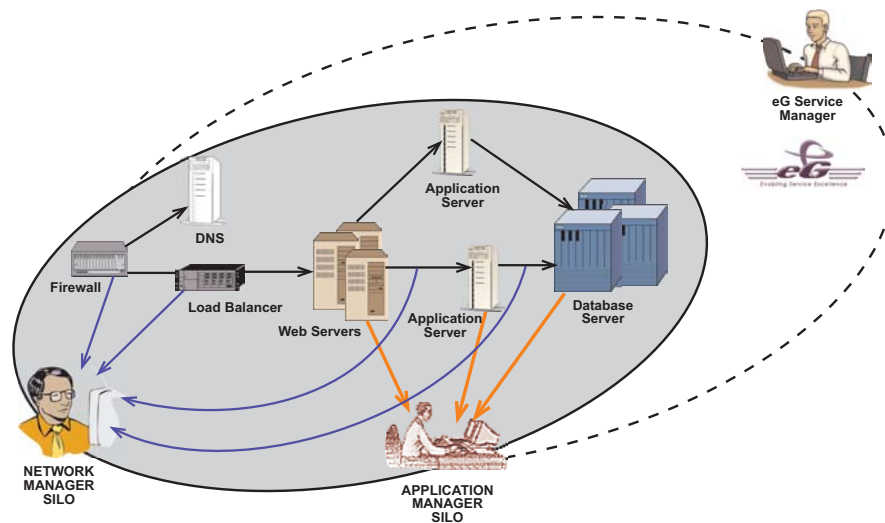 eG Service
Manager
eG
Enabling Service Excellence
Application
Server
DNS
Firewall
Load Balancer
Web Servers
Application
Server
Database
Server
NETWORK
MANAGER
SILO
APPLICATION
MANAGER
SILO